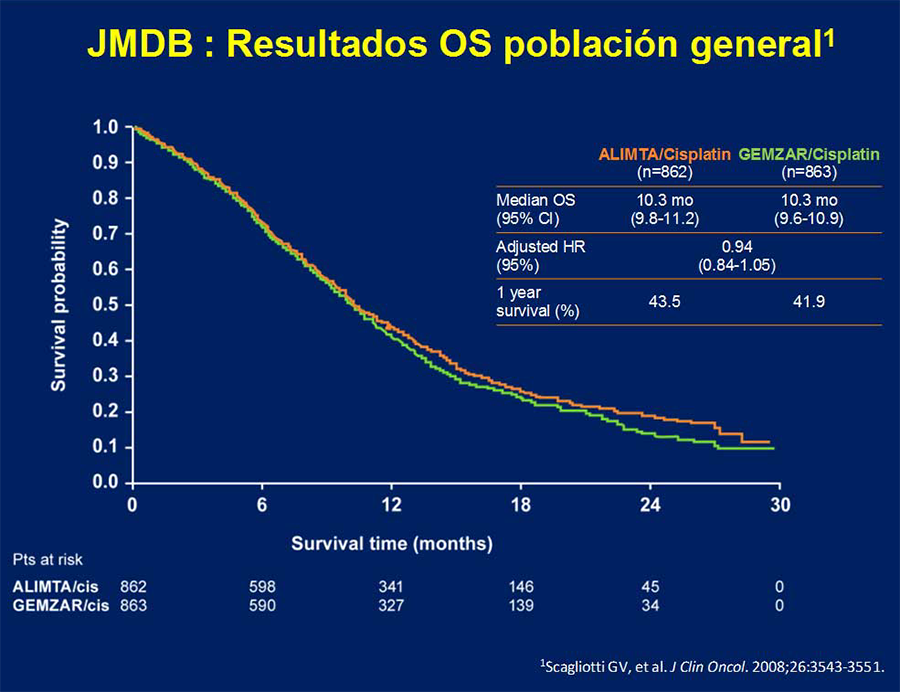 JMDB : Resultados OS población general¹
1.0
0.9
0.8
0.7
0.6
0.5
0.4
0.3
0.2
0.1
0.0
Survival probability
0 6 12 18 24 30
Survival time (months)
ALIMTA/Cisplatin GEMZAR/Cisplatin
(n=862) (n=863)
Median OS 10.3 mo 10.3 mo
(95% CI) (9.8-11.2) (9.6-10.9)
Adjusted HR 0.94
(95%) (0.84-1.05)
1 year
survival (%) 43.5 41.9
Pts at risk
ALIMTA/cis 862 598 341 146 45 0
GEMZAR/cis 863 590 327 139 34 0
¹Scagliotti GV, et al. J Clin Oncol. 2008;26:3543-3551.